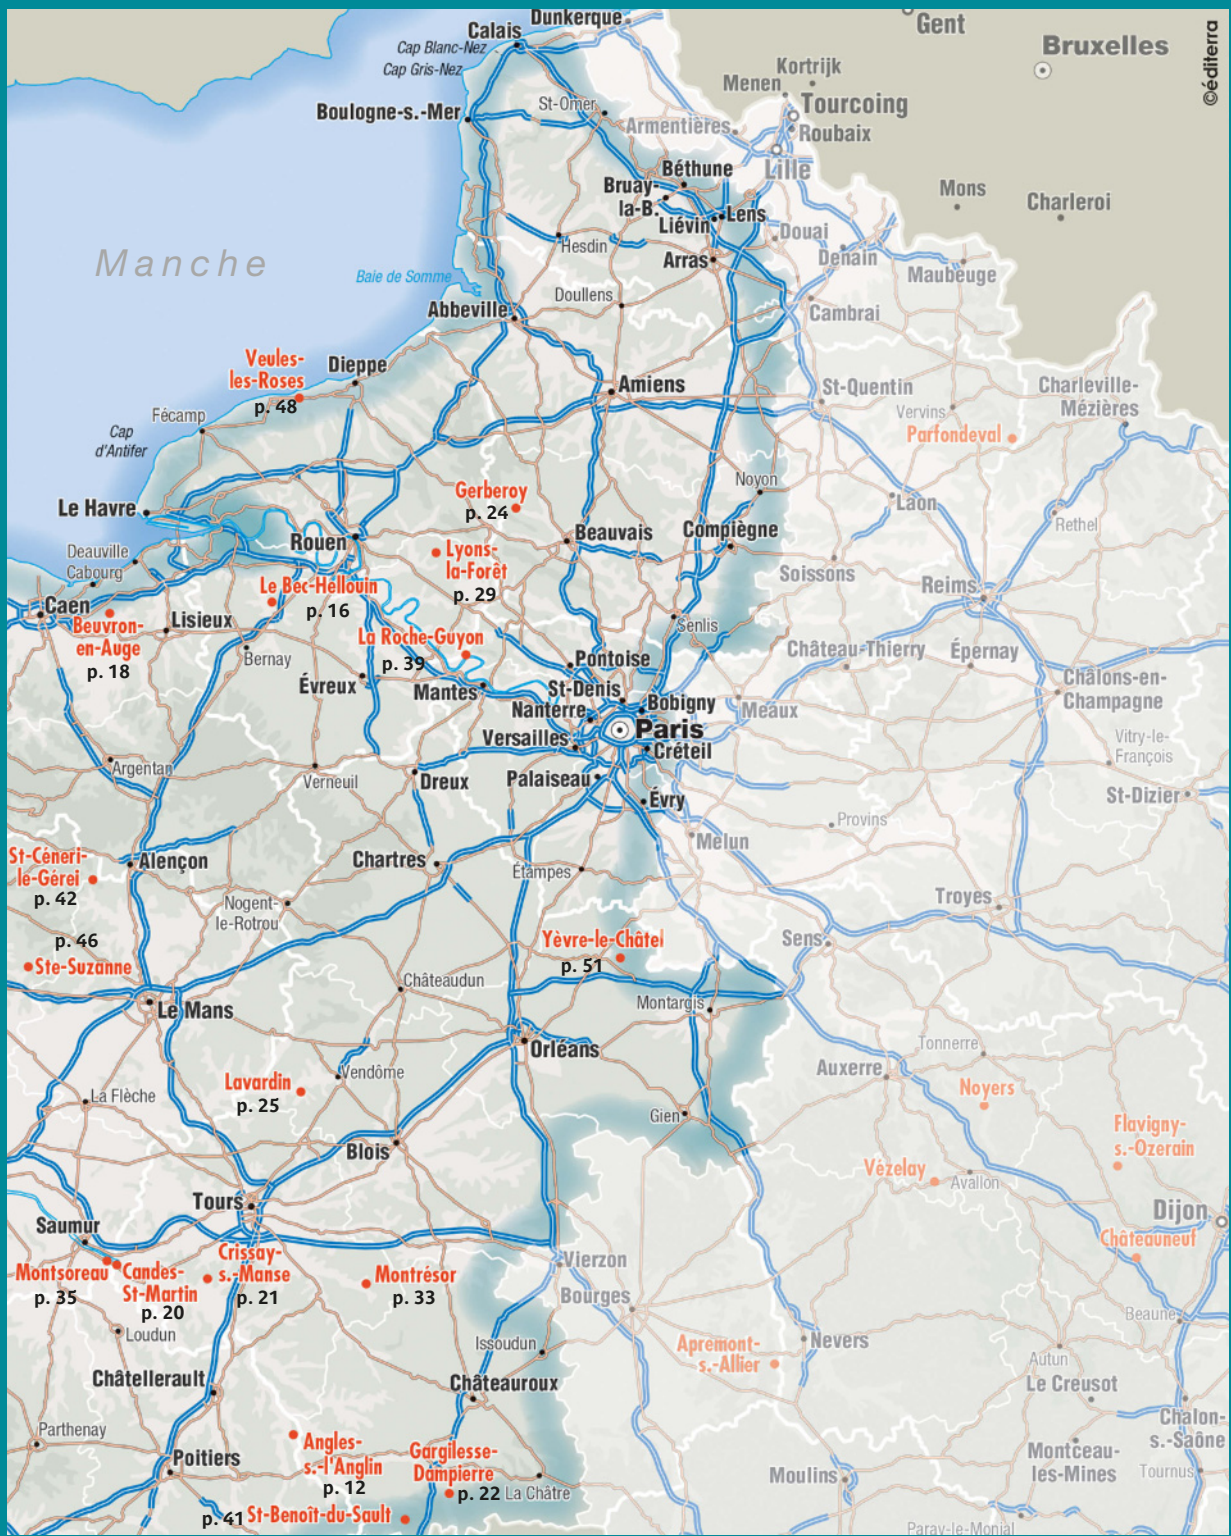 Dunkerque
Gent
Calais
Cap Blanc-Nez
Cap Gris-Nez
Bruxelles
©éditerra
Kortrijk
Menen
Tourcoing
Boulogne-s.-Mer
St-Omer
Armentières
Roubaix
Lille
Béthune
Bruay-
la-B.
Mons
Charleroi
Lens
Liévin
Douai
Hesdin
Arras
Denain
Maubeuge
Manche
Baie de Somme
Doullens
Abbeville
Cambrai
Veules-
les-Roses
p. 48
Dieppe
Amiens
St-Quentin
Charleville-
Mézières
Vervins
Parfondeval
Fécamp
Cap
d'Antifer
Noyon
Gerberoy
p. 24
Laon
Le Havre
Rethel
Beauvais
Compiègne
Rouen
Deauville
Cabourg
Lyons-
la-Forêt
p. 29
Soissons
Reims
Le Bec-Hellouin
p. 16
Caen
Beuvron-
en-Auge
p. 18
Lisieux
Senlis
La Roche-Guyon
p. 39
Bernay
Château-Thierry
Épernay
Pontoise
Châlons-en-
Champagne
Évreux
Mantes
St-Denis
Bobigny
Nanterre
Meaux
Paris
Versailles
Créteil
Vitry-le-
François
Argentan
Verneuil
Dreux
Palaiseau
Évry
St-Dizier
Provins
Melun
St-Céneri-
le-Gérei
p. 42
Alençon
Chartres
Étampes
Nogent-
le-Rotrou
Troyes
p. 46
Ste-Suzanne
Yèvre-le-Châtel
p. 51
Sens
Châteaudun
Le Mans
Montargis
Orléans
Tonnerre
Auxerre
Vendôme
Lavardin
p. 25
La Flèche
Noyers
Gien
Flavigny-
s.-Ozerain
Blois
Vézelay
Avallon
Tours
Saumur
Dijon
Châteauneuf
Crissay-
s.-Manse
p. 21
Vierzon
Montsoreau
p. 35
Candes-
St-Martin
p. 20
Montrésor
p. 33
Bourges
Loudun
Beaune
Issoudun
Apremont-
s.-Allier
Nevers
Autun
Châtellerault
Châteauroux
Le Creusot
Parthenay
Chalon-
s.-Saône
Angles-
s.-l'Anglin
p. 12
Gargilesse-
Dampierre
p. 22
Poitiers
Montceau-
les-Mines
Moulins
Tournus
La Châtre
p. 41 St-Benoît-du-Sault
Paray-le-Monial